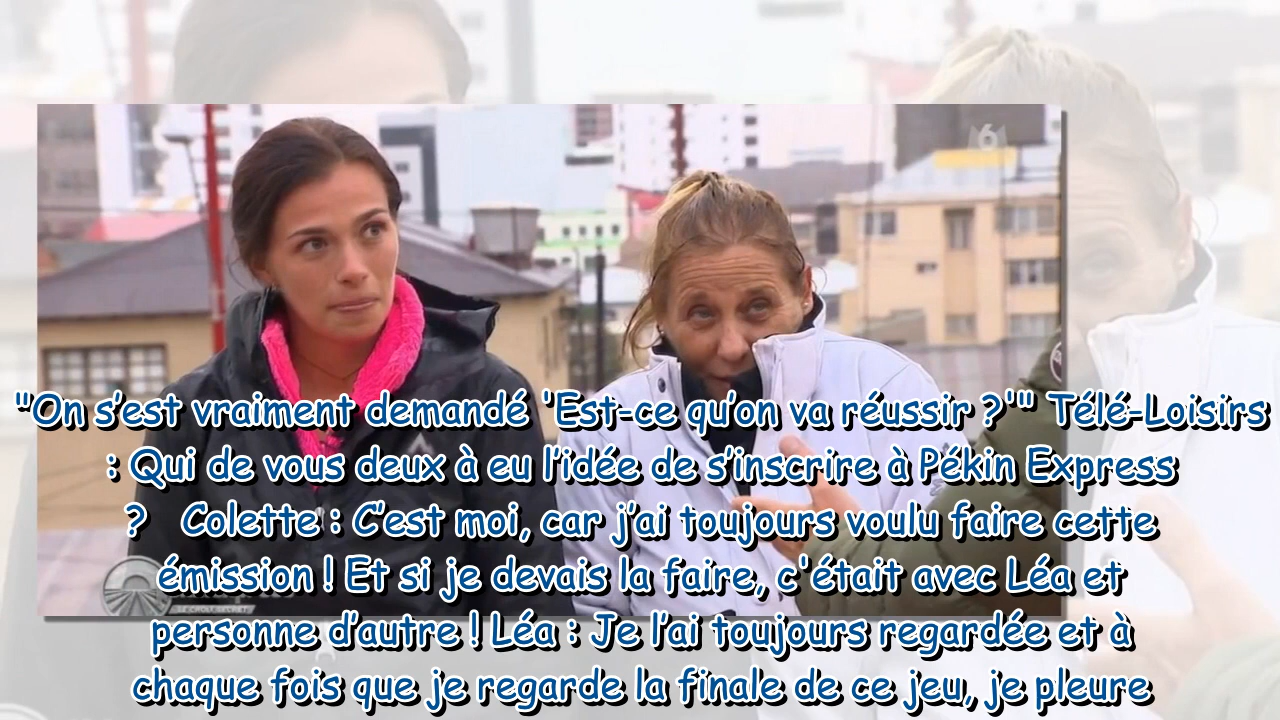 6
"On s’est vraiment demandé 'Est-ce qu’on va réussir ?'" Télé-Loisirs
: Qui de vous deux à eu l’idée de s’inscrire à Pékin Express
? Colette : C’est moi, car j’ai toujours voulu faire cette
émission ! Et si je devais la faire, c'était avec Léa et
personne d’autre ! Léa : Je l’ai toujours regardée et à
chaque fois que je regarde la finale de ce jeu, je pleure